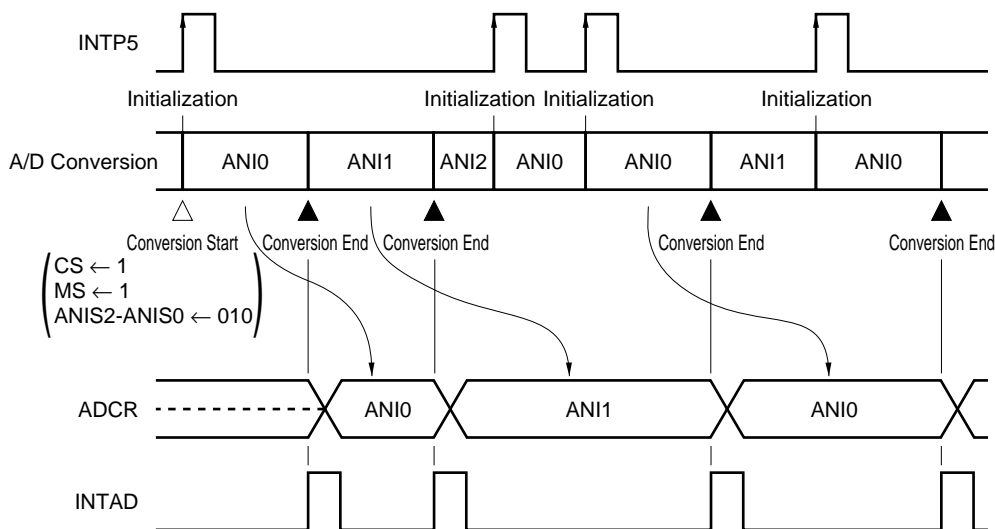 INTP5
Initialization Initialization Initialization Initialization
A/D Conversion ANI0 ANI1 ANI2 ANI0 ANI0 ANI1 ANI0
Conversion Start Conversion End Conversion End Conversion End Conversion End
CS ← 1
MS ← 1
ANIS2-ANIS0 ← 010
ADCR ANI0 ANI1 ANI0
INTAD